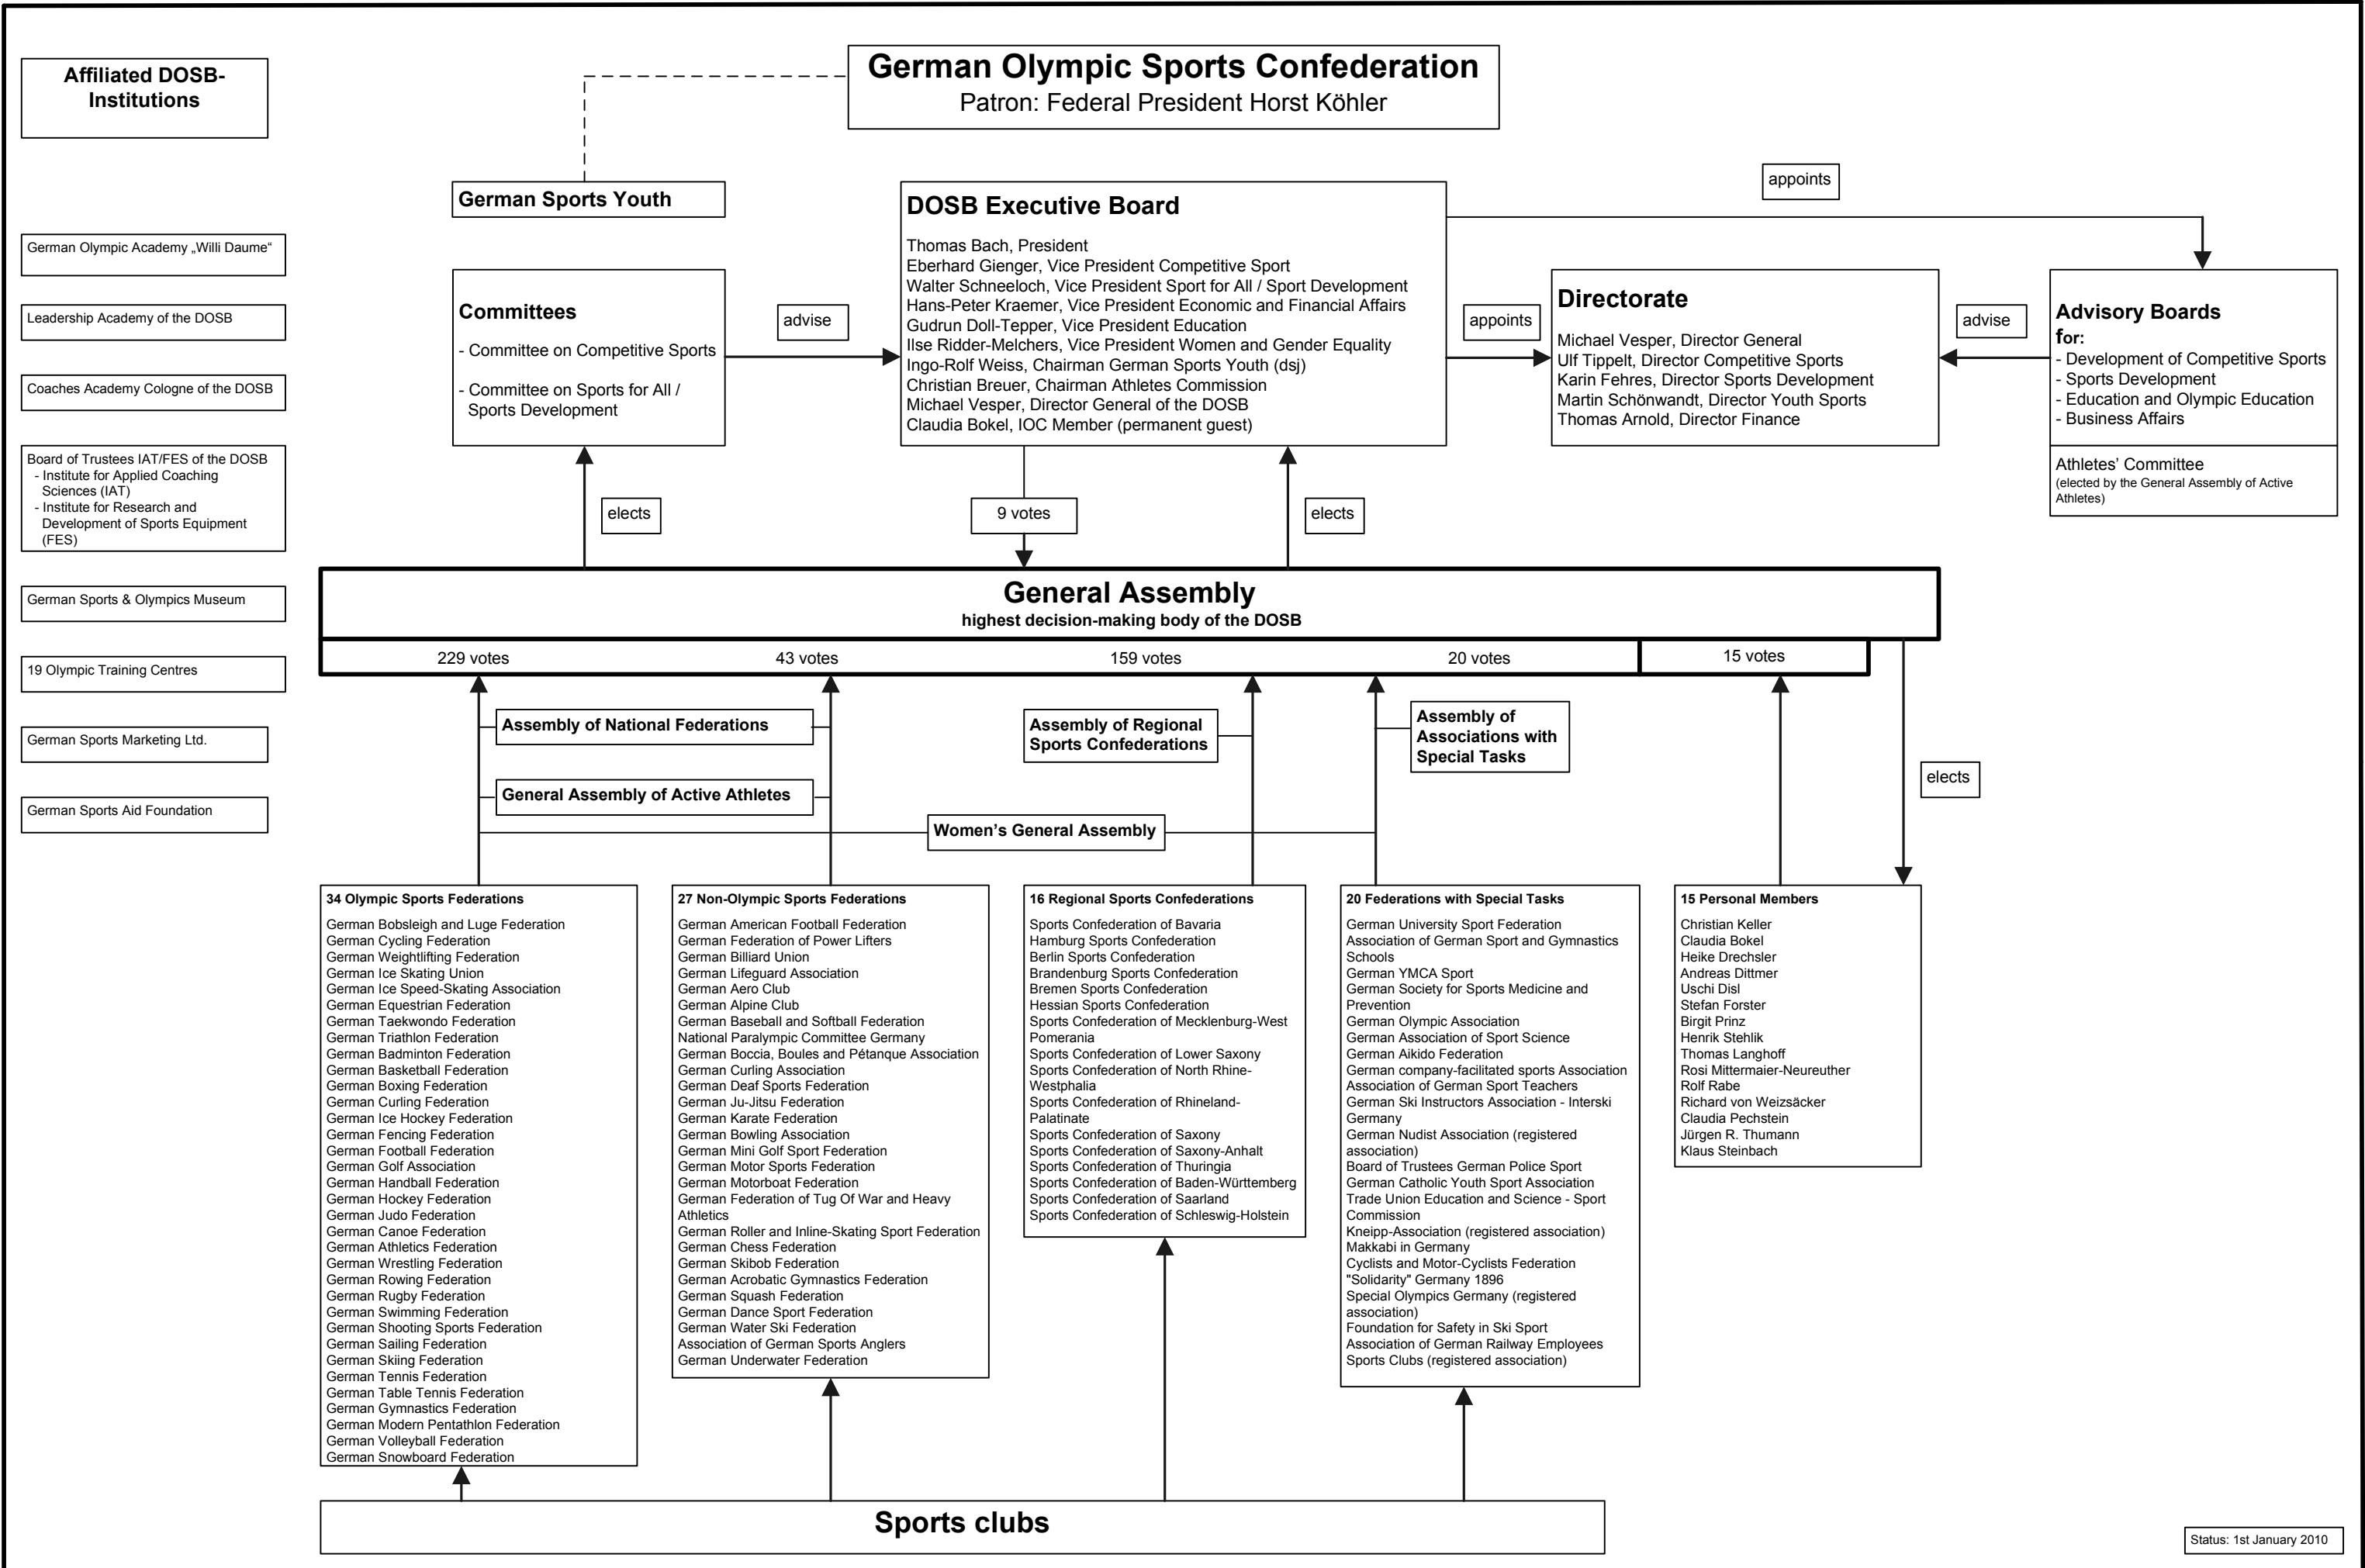 German Olympic Sports Confederation
Patron: Federal President Horst Köhler
Affiliated DOSB-
Institutions
German Olympic Academy „Willi Daume“
Leadership Academy of the DOSB
Coaches Academy Cologne of the DOSB
Board of Trustees IAT/FES of the DOSB
- Institute for Applied Coaching
Sciences (IAT)
- Institute for Research and
Development of Sports Equipment
(FES)
German Sports & Olympics Museum
19 Olympic Training Centres
German Sports Marketing Ltd.
German Sports Aid Foundation
German Sports Youth
Committees
- Committee on Competitive Sports
- Committee on Sports for All /
Sports Development
advise
DOSB Executive Board
Thomas Bach, President
Eberhard Gienger, Vice President Competitive Sport
Walter Schneeloch, Vice President Sport for All / Sport Development
Hans-Peter Kraemer, Vice President Economic and Financial Affairs
Gudrun Doll-Tepper, Vice President Education
Ilse Ridder-Melchers, Vice President Women and Gender Equality
Ingo-Rolf Weiss, Chairman German Sports Youth (dsj)
Christian Breuer, Chairman Athletes Commission
Michael Vesper, Director General of the DOSB
Claudia Bokel, IOC Member (permanent guest)
appoints
appoints
Directorate
Michael Vesper, Director General
Ulf Tippelt, Director Competitive Sports
Karin Fehres, Director Sports Development
Martin Schönwandt, Director Youth Sports
Thomas Arnold, Director Finance
advise
Advisory Boards
for:
- Development of Competitive Sports
- Sports Development
- Education and Olympic Education
- Business Affairs
Athletes’ Committee
(elected by the General Assembly of Active
Athletes)
elects
9 votes
elects
General Assembly
highest decision-making body of the DOSB
229 votes
43 votes
159 votes
20 votes
15 votes
Assembly of National Federations
Assembly of Regional
Sports Confederations
Assembly of
Associations with
Special Tasks
General Assembly of Active Athletes
Women’s General Assembly
elects
34 Olympic Sports Federations
German Bobsleigh and Luge Federation
German Cycling Federation
German Weightlifting Federation
German Ice Skating Union
German Ice Speed-Skating Association
German Equestrian Federation
German Taekwondo Federation
German Triathlon Federation
German Badminton Federation
German Basketball Federation
German Boxing Federation
German Curling Federation
German Ice Hockey Federation
German Fencing Federation
German Football Federation
German Golf Association
German Handball Federation
German Hockey Federation
German Judo Federation
German Canoe Federation
German Athletics Federation
German Wrestling Federation
German Rowing Federation
German Rugby Federation
German Swimming Federation
German Shooting Sports Federation
German Sailing Federation
German Skiing Federation
German Tennis Federation
German Table Tennis Federation
German Gymnastics Federation
German Modern Pentathlon Federation
German Volleyball Federation
German Snowboard Federation
27 Non-Olympic Sports Federations
German American Football Federation
German Federation of Power Lifters
German Billiard Union
German Lifeguard Association
German Aero Club
German Alpine Club
German Baseball and Softball Federation
National Paralympic Committee Germany
German Boccia, Boules and Pétanque Association
German Curling Association
German Deaf Sports Federation
German Ju-Jitsu Federation
German Karate Federation
German Bowling Association
German Mini Golf Sport Federation
German Motor Sports Federation
German Motorboat Federation
German Federation of Tug Of War and Heavy
Athletics
German Roller and Inline-Skating Sport Federation
German Chess Federation
German Skibob Federation
German Acrobatic Gymnastics Federation
German Squash Federation
German Dance Sport Federation
German Water Ski Federation
Association of German Sports Anglers
German Underwater Federation
16 Regional Sports Confederations
Sports Confederation of Bavaria
Hamburg Sports Confederation
Berlin Sports Confederation
Brandenburg Sports Confederation
Bremen Sports Confederation
Hessian Sports Confederation
Sports Confederation of Mecklenburg-West
Pomerania
Sports Confederation of Lower Saxony
Sports Confederation of North Rhine-
Westphalia
Sports Confederation of Rhineland-
Palatinate
Sports Confederation of Saxony
Sports Confederation of Saxony-Anhalt
Sports Confederation of Thuringia
Sports Confederation of Baden-Württemberg
Sports Confederation of Saarland
Sports Confederation of Schleswig-Holstein
20 Federations with Special Tasks
German University Sport Federation
Association of German Sport and Gymnastics
Schools
German YMCA Sport
German Society for Sports Medicine and
Prevention
German Olympic Association
German Association of Sport Science
German Aikido Federation
German company-facilitated sports Association
Association of German Sport Teachers
German Ski Instructors Association - Interski
Germany
German Nudist Association (registered
association)
Board of Trustees German Police Sport
German Catholic Youth Sport Association
Trade Union Education and Science - Sport
Commission
Kneipp-Association (registered association)
Makkabi in Germany
Cyclists and Motor-Cyclists Federation
"Solidarity" Germany 1896
Special Olympics Germany (registered
association)
Foundation for Safety in Ski Sport
Association of German Railway Employees
Sports Clubs (registered association)
15 Personal Members
Christian Keller
Claudia Bokel
Heike Drechsler
Andreas Dittmer
Uschi Disl
Stefan Forster
Birgit Prinz
Henrik Stehlik
Thomas Langhoff
Rosi Mittermaier-Neureuther
Rolf Rabe
Richard von Weizsäcker
Claudia Pechstein
Jürgen R. Thumann
Klaus Steinbach
Sports clubs
Status: 1st January 2010